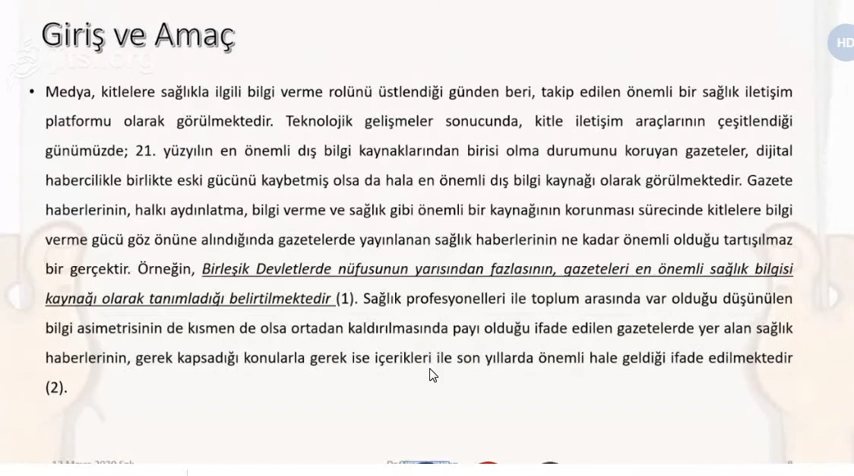 Giriş ve Amaç
HD
• Medya, kitlelere sağlıkla ilgili bilgi verme rolünü üstlendiği günden beri, takip edilen önemli bir sağlık iletişim
platformu olarak görülmektedir. Teknolojik gelişmeler sonucunda, kitle iletişim araçlarının çeşitlendiği
günümüzde; 21. yüzyılın en önemli dış bilgi kaynaklarından birisi olma durumunu koruyan gazeteler, dijital
habercilikle birlikte eski gücünü kaybetmiş olsa da hala en önemli dış bilgi kaynağı olarak görülmektedir. Gazete
haberlerinin, halkı aydınlatma, bilgi verme ve sağlık gibi önemli bir kaynağının korunması sürecinde kitlelere bilgi
verme gücü göz önüne alındığında gazetelerde yayınlanan sağlık haberlerinin ne kadar önemli olduğu tartışılmaz
bir gerçektir. Örneğin, Birleşik Devletlerde nüfusunun yarısından fazlasının, gazeteleri en önemli sağlık bilgisi
kaynağı olarak tanımladığı belirtilmektedir (1). Sağlık profesyonelleri ile toplum arasında var olduğu düşünülen
bilgi asimetrisinin de kısmen de olsa ortadan kaldırılmasında payı olduğu ifade edilen gazetelerde yer alan sağlık
haberlerinin, gerek kapsadığı konularla gerek ise içerikleri ile son yıllarda önemli hale geldiği ifade edilmektedir
(2).